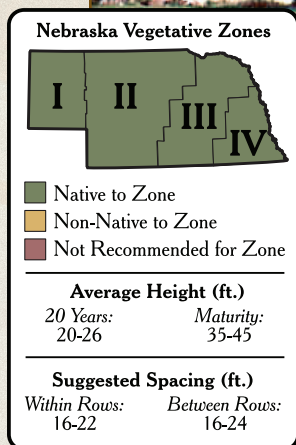 Nebraska Vegetative Zones
I II III IV
Native to Zone
Non-Native to Zone
Not Recommended for Zone
Average Height (ft.)
20 Years: Maturity:
20-26 35-45
Suggested Spacing (ft.)
Within Rows: Between Rows:
16-22 16-24